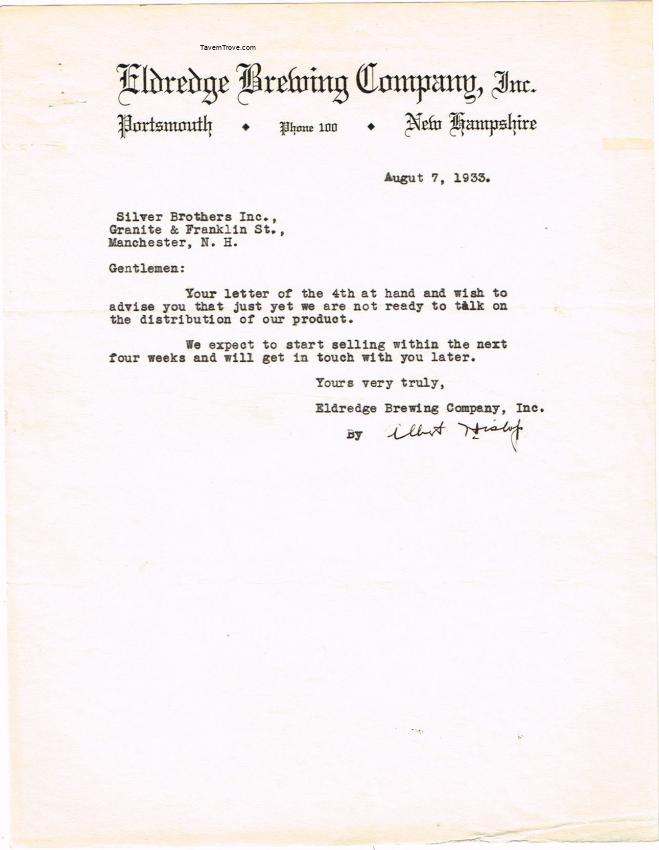 TavernTrove.com
Eldredge Brewing Company, Inc.
Portsmouth ◆ Phone 100 ◆ New Hampshire
Augut 7, 1933.
Silver Brothers Inc.,
Granite & Franklin St.,
Manchester, N. H.
Gentlemen:
Your letter of the 4th at hand and wish to
advise you that just yet we are not ready to talk on
the distribution of our product.
We expect to start selling within the next
four weeks and will get in touch with you later.
Yours very truly,
Eldredge Brewing Company, Inc.
By Albert Hislop